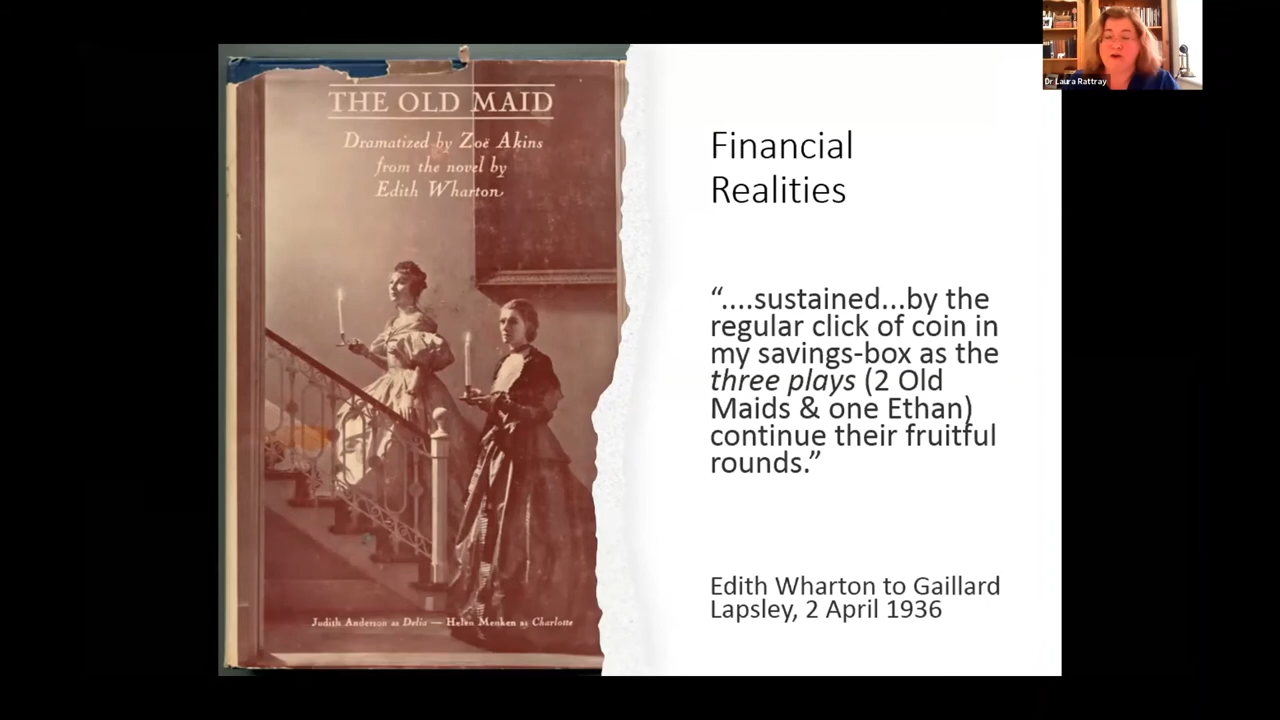 THE OLD MAID
Dramatized by Zoë Akins
from the novel by
Edith Wharton
Judith Anderson as Delia — Helen Menken as Charlotte
Financial
Realities
“....sustained...by the
regular click of coin in
my savings-box as the
three plays (2 Old
Maids & one Ethan)
continue their fruitful
rounds.”
Edith Wharton to Gaillard
Lapsley, 2 April 1936
Dr Laura Rattray